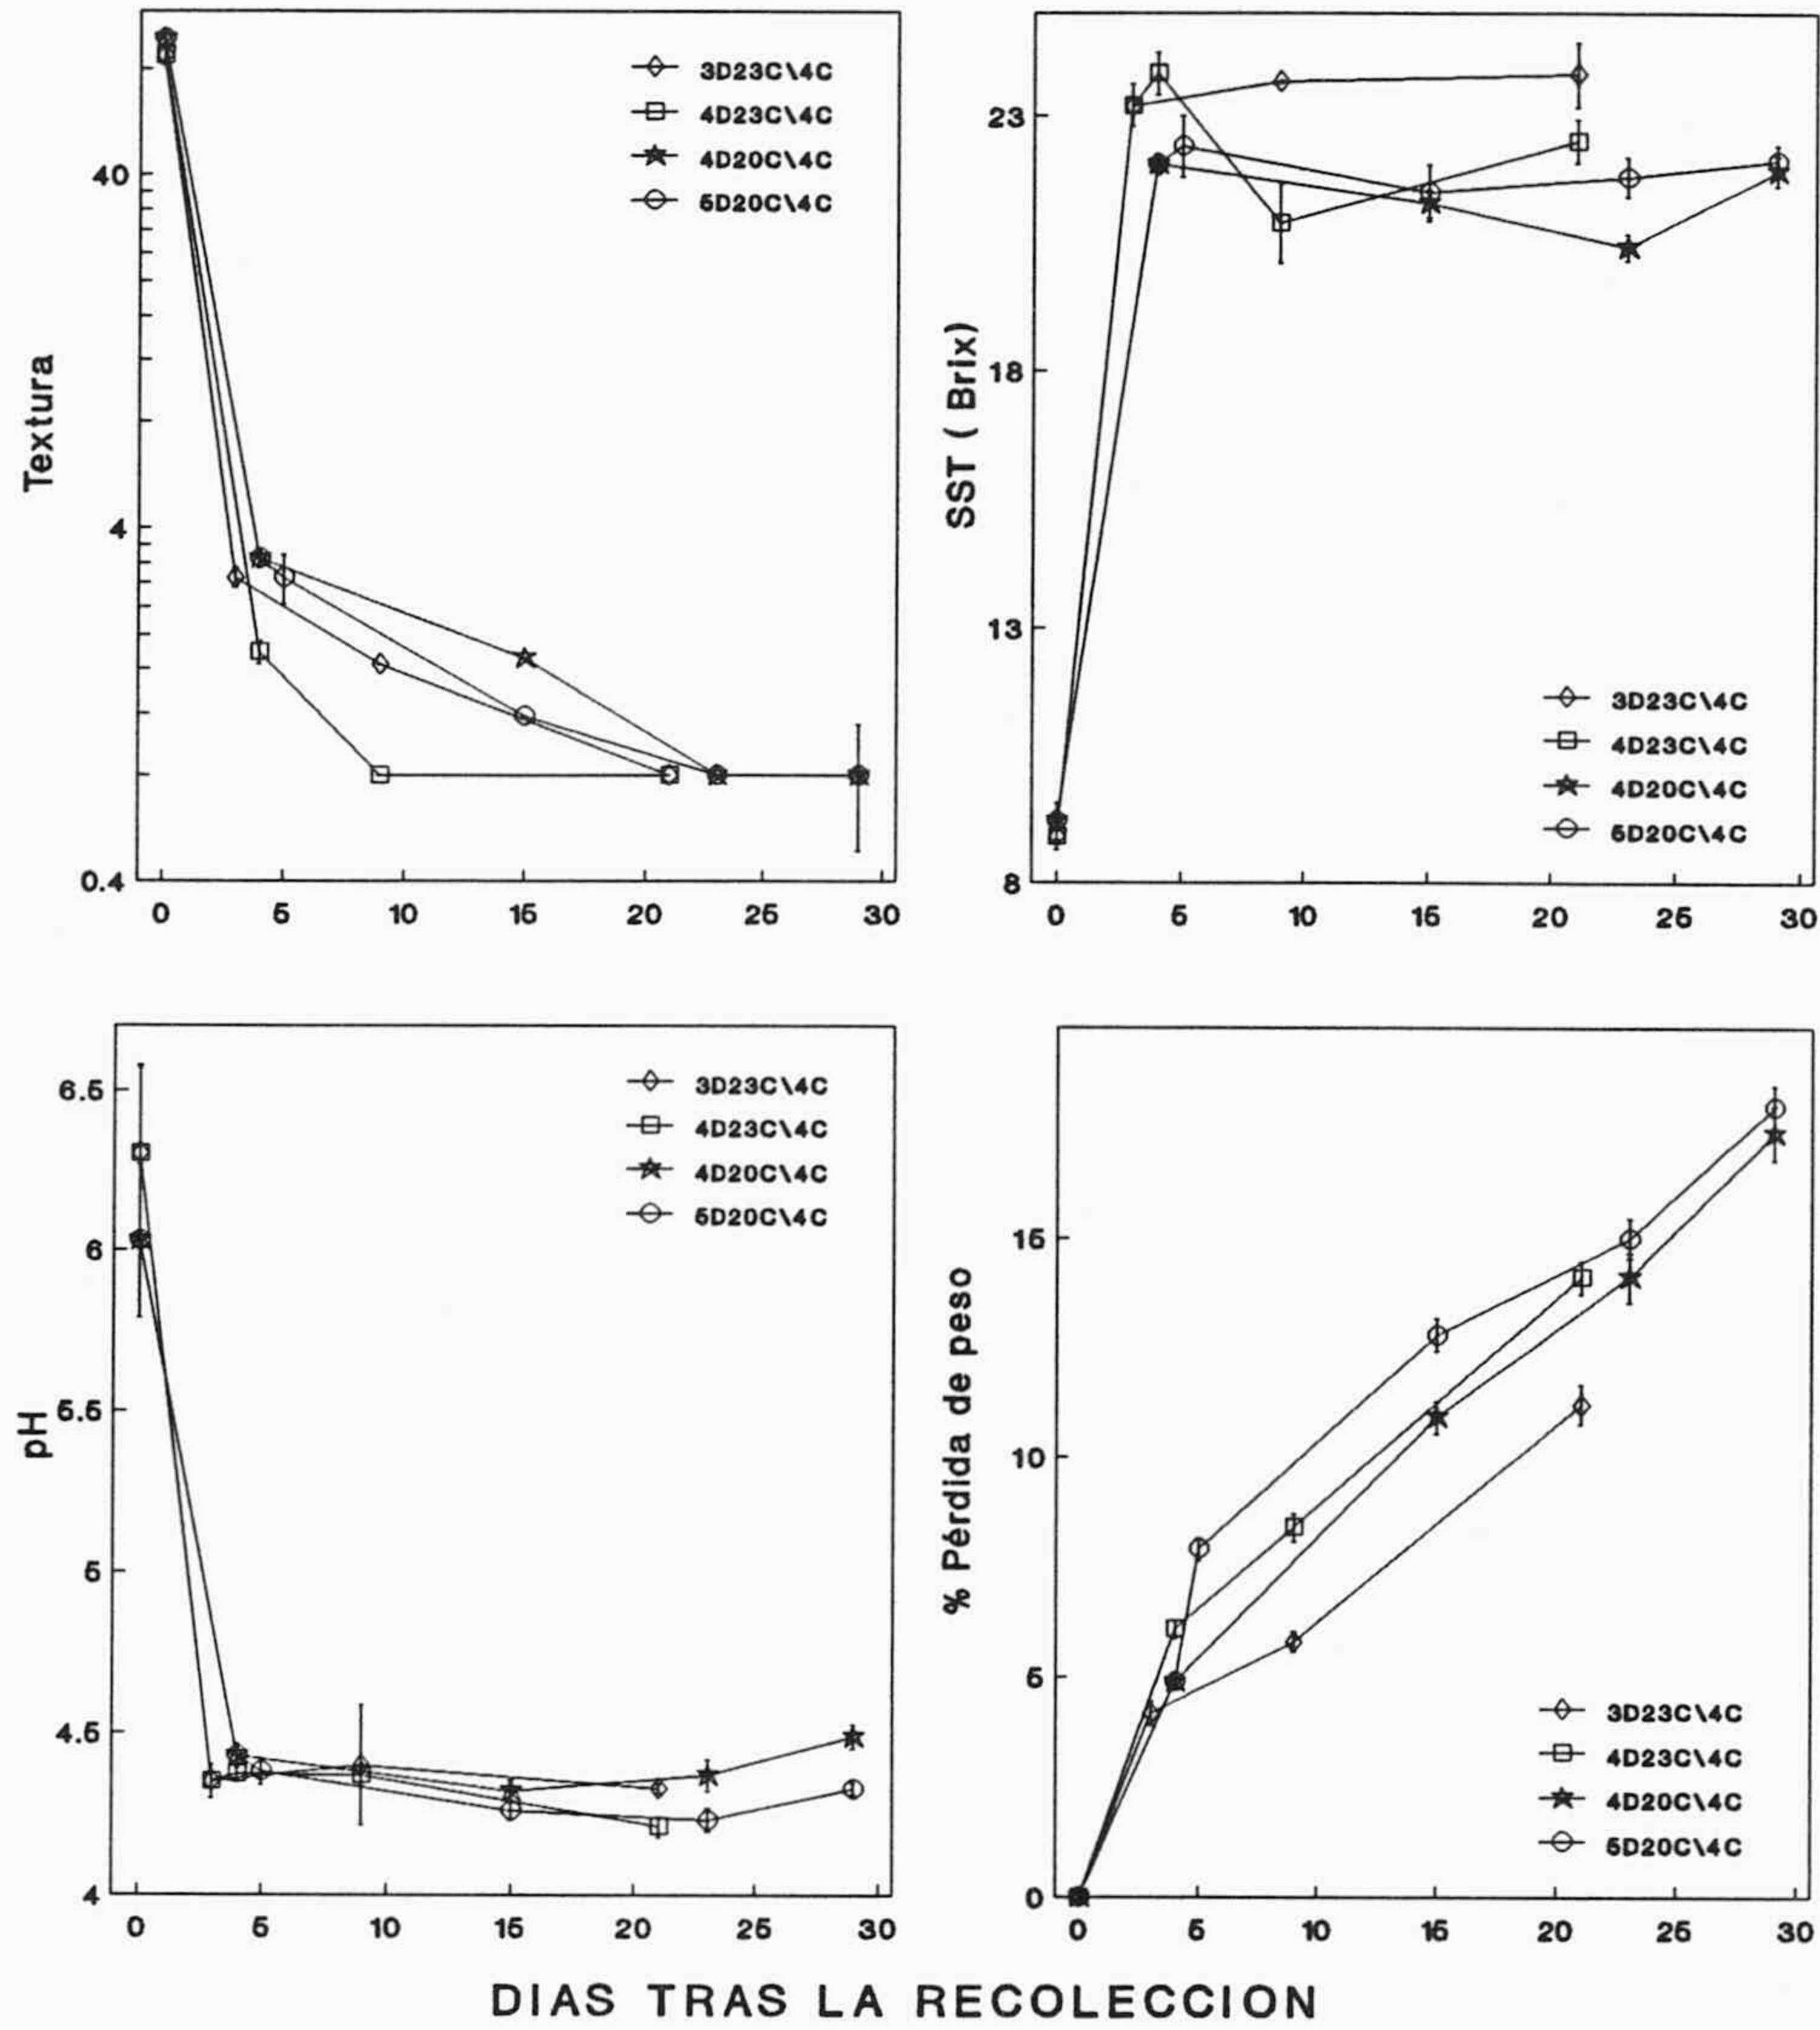 Textura
40
4
0.4
0 5 10 15 20 25 30
3D23C\4C
4D23C\4C
4D20C\4C
5D20C\4C
SST ( Brix)
23
18
13
8
0 5 10 15 20 25 30
3D23C\4C
4D23C\4C
4D20C\4C
5D20C\4C
pH
6.5
6
5.5
5
4.5
4
0 5 10 15 20 25 30
3D23C\4C
4D23C\4C
4D20C\4C
5D20C\4C
% Pérdida de peso
15
10
5
0
0 5 10 15 20 25 30
3D23C\4C
4D23C\4C
4D20C\4C
5D20C\4C
DIAS TRAS LA RECOLECCION